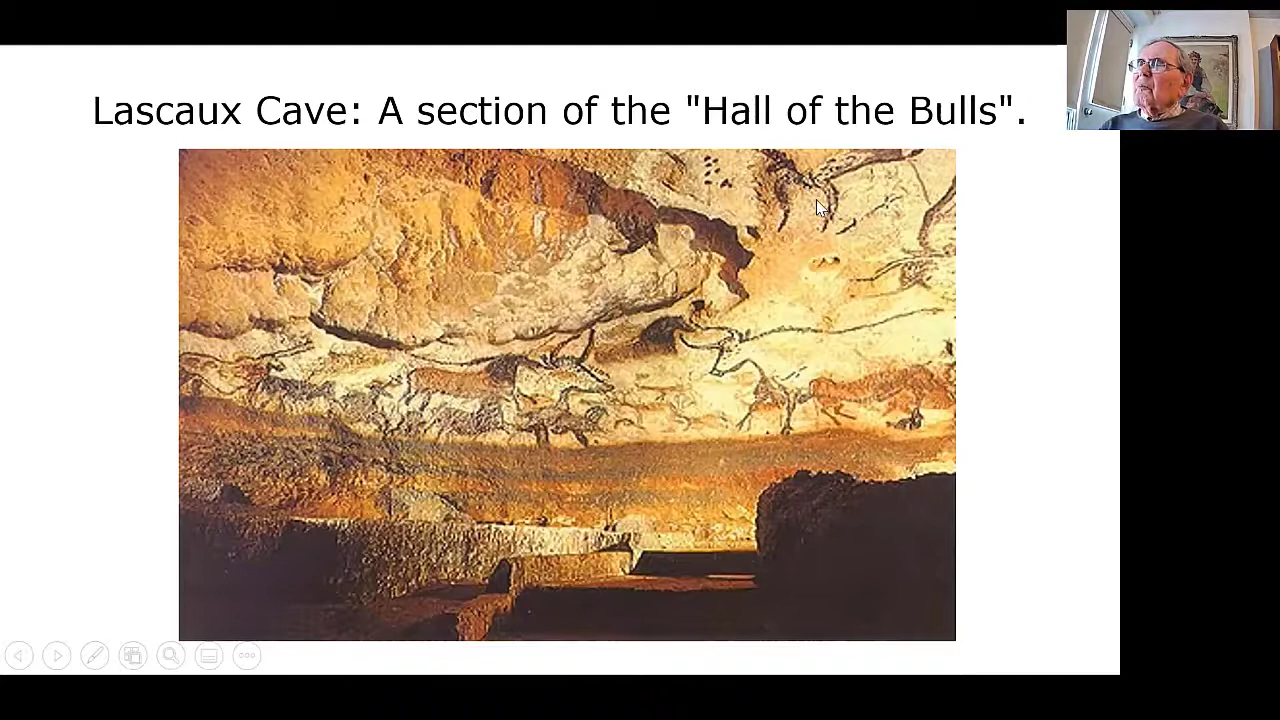 Lascaux Cave: A section of the "Hall of the Bulls".